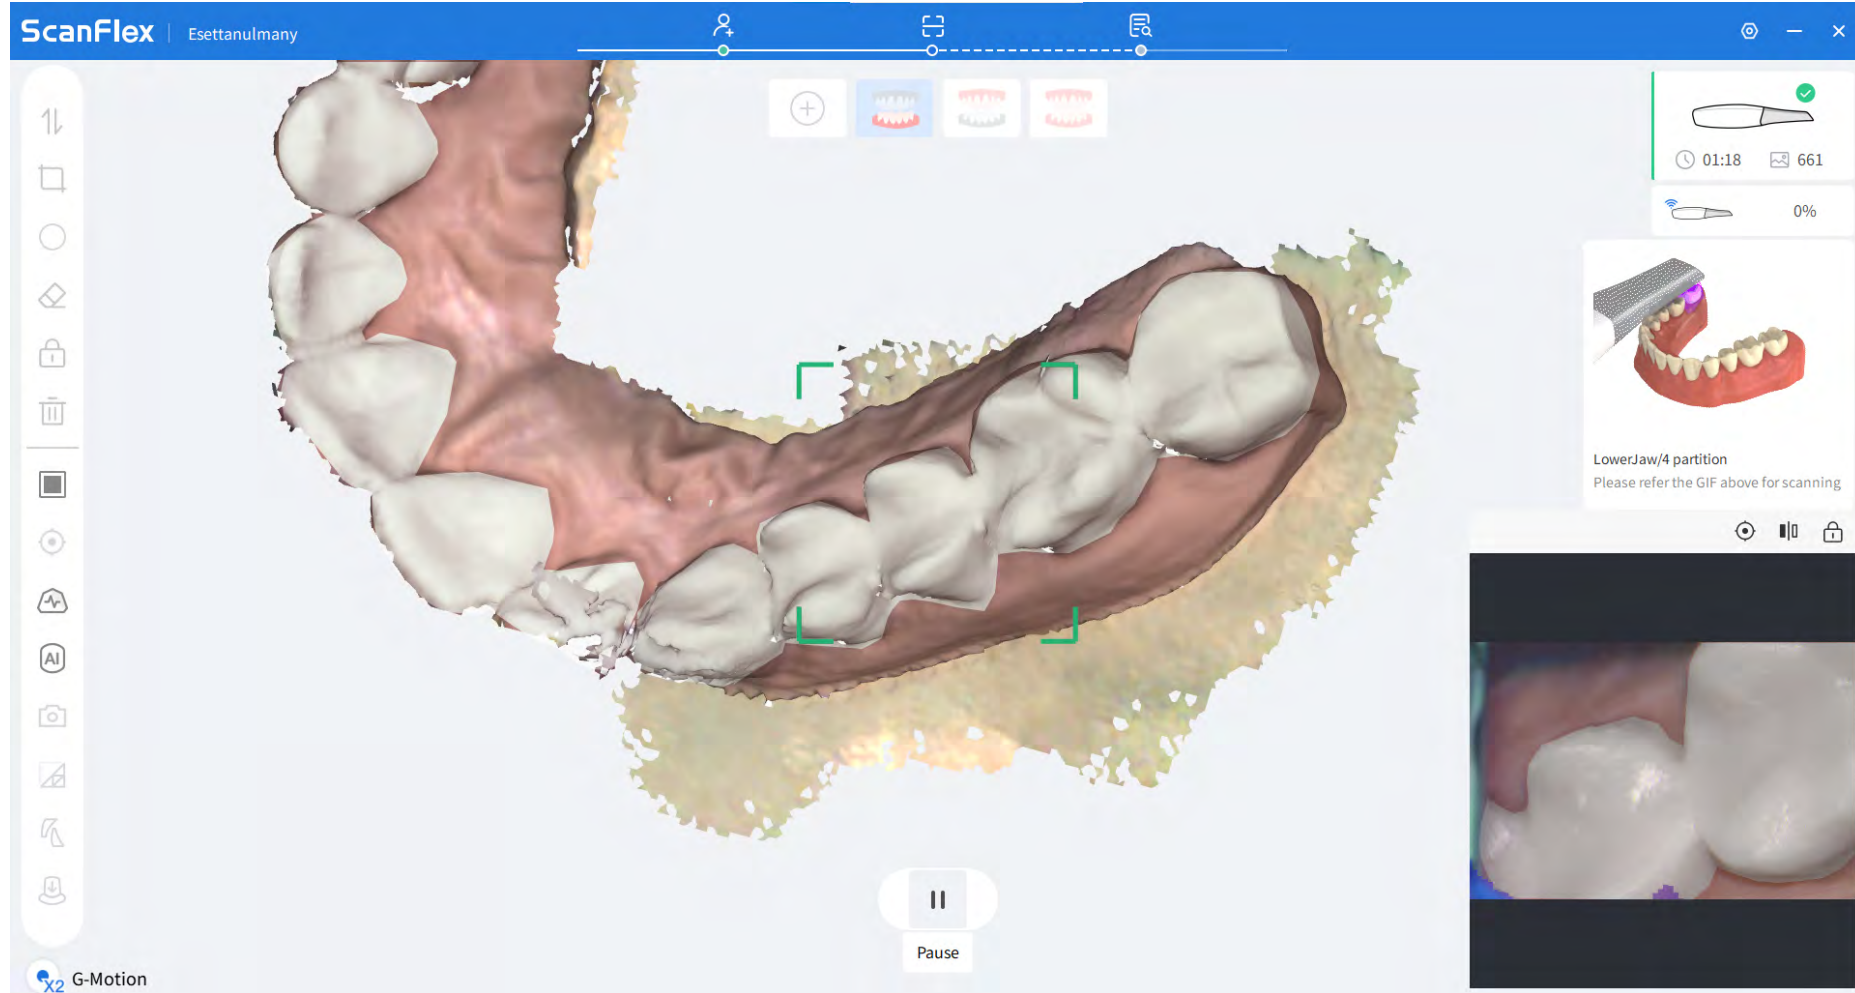 ScanFlex
Esettanulmany
01:18
661
0%
LowerJaw/4 partition
Please refer the GIF above for scanning
AI
Pause
X2
G-Motion